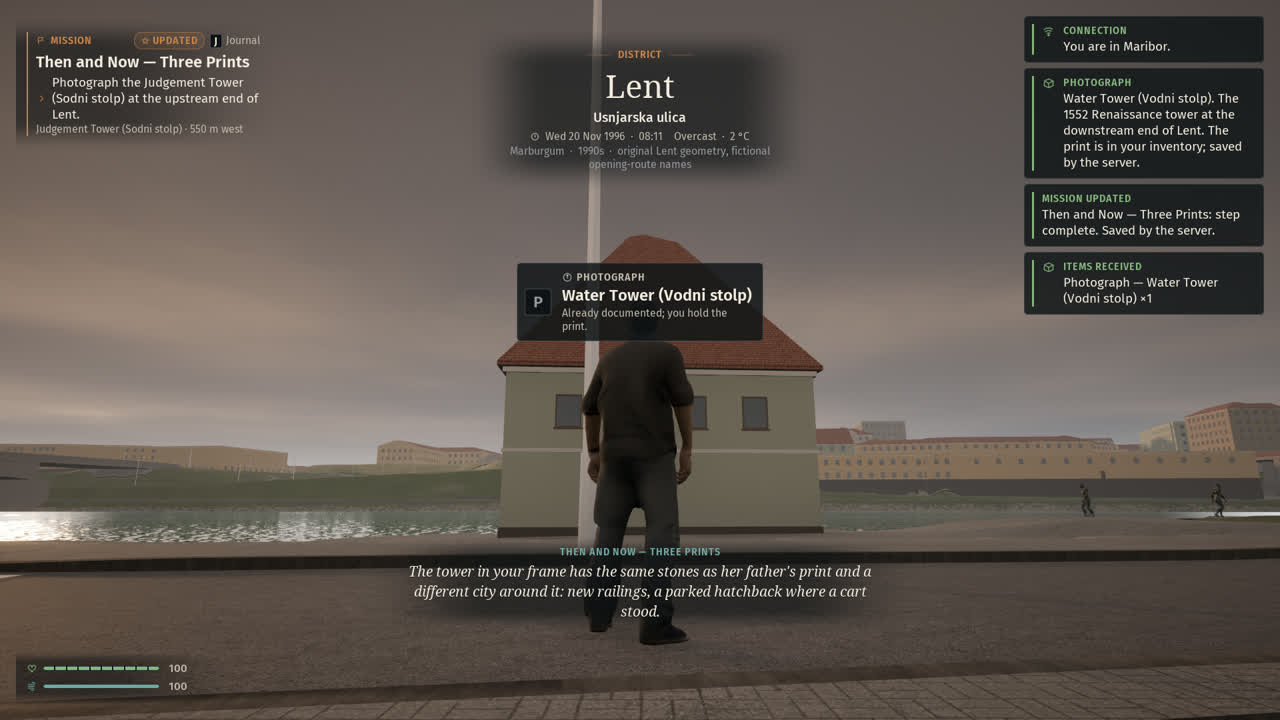 MISSION
UPDATED
J Journal
Then and Now — Three Prints
Photograph the Judgement Tower
(Sodni stolp) at the upstream end of
Lent.
Judgement Tower (Sodni stolp) · 550 m west
DISTRICT
Lent
Usnjarska ulica
Wed 20 Nov 1996 · 08:11 Overcast · 2 °C
Marburgum · 1990s · original Lent geometry, fictional
opening-route names
CONNECTION
You are in Maribor.
PHOTOGRAPH
Water Tower (Vodni stolp). The
1552 Renaissance tower at the
downstream end of Lent. The
print is in your inventory; saved
by the server.
MISSION UPDATED
Then and Now — Three Prints: step
complete. Saved by the server.
ITEMS RECEIVED
Photograph — Water Tower
(Vodni stolp) ×1
PHOTOGRAPH
P
Water Tower (Vodni stolp)
Already documented; you hold the
print.
THEN AND NOW — THREE PRINTS
The tower in your frame has the same stones as her father's print and a
different city around it: new railings, a parked hatchback where a cart
stood.
100
100